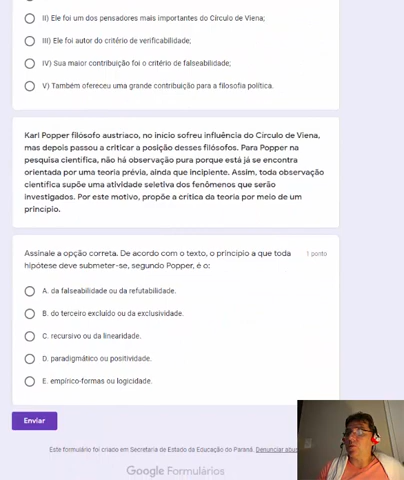 II) Ele foi um dos pensadores mais importantes do Círculo de Viena;
III) Ele foi autor do critério de verificabilidade;
IV) Sua maior contribuição foi o critério de falseabilidade;
V) Também ofereceu uma grande contribuição para a filosofia política.
Karl Popper filósofo austríaco, no início sofreu influência do Círculo de Viena,
mas depois passou a criticar a posição desses filósofos. Para Popper na
pesquisa científica, não há observação pura porque está já se encontra
orientada por uma teoria prévia, ainda que incipiente. Assim, toda observação
científica supõe uma atividade seletiva dos fenômenos que serão
investigados. Por este motivo, propõe a crítica da teoria por meio de um
princípio.
Assinale a opção correta. De acordo com o texto, o princípio a que toda 1 ponto
hipótese deve submeter-se, segundo Popper, é o:
A. da falseabilidade ou da refutabilidade.
B. do terceiro excluído ou da exclusividade.
C. recursivo ou da linearidade.
D. paradigmático ou positividade.
E. empírico-formas ou logicidade.
Enviar
Este formulário foi criado em Secretaria de Estado da Educação do Paraná. Denunciar
Google Formulários